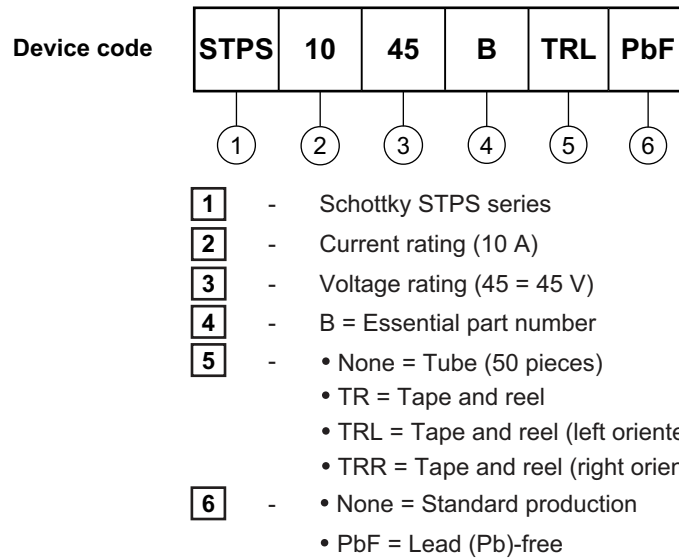 Device code STPS 10 45 B TRL PbF
1 2 3 4 5 6
1 - Schottky STPS series
2 - Current rating (10 A)
3 - Voltage rating (45 = 45 V)
4 - B = Essential part number
5 - • None = Tube (50 pieces)
• TR = Tape and reel
• TRL = Tape and reel (left
• TRR = Tape and reel (right
6 - • None = Standard production
• PbF = Lead (Pb)-free